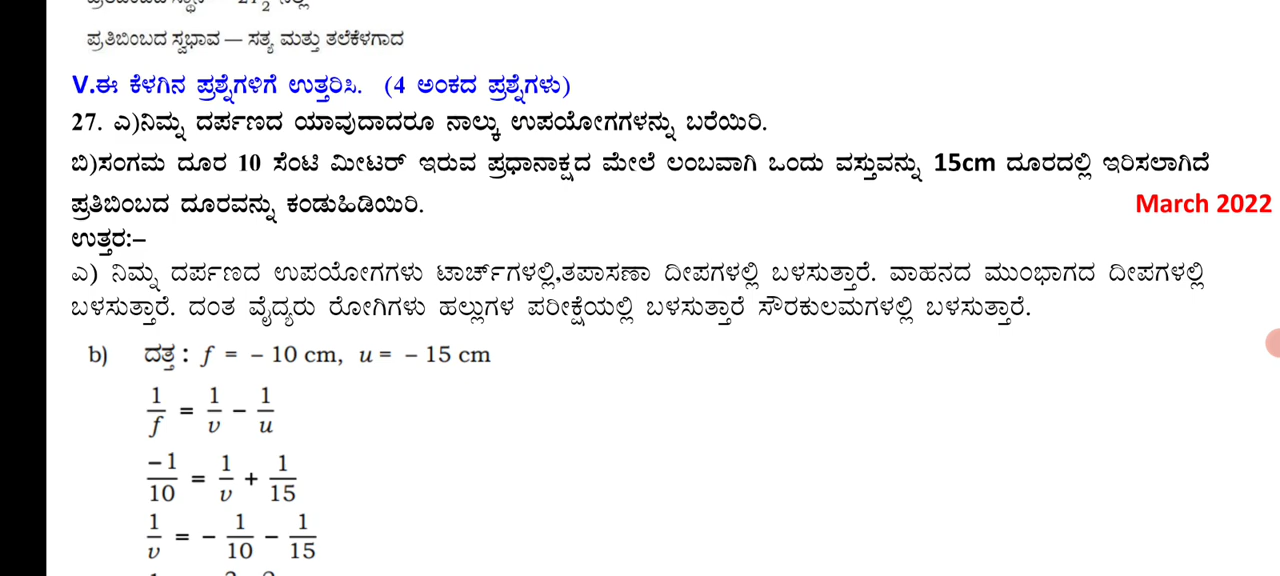 ಪ್ರತಿಬಿಂಬದ ಸ್ವಭಾವ — ಸತ್ಯ ಮತ್ತು ತಲೆಕೆಳಗಾದ
V.ಈ ಕೆಳಗಿನ ಪ್ರಶ್ನೆಗಳಿಗೆ ಉತ್ತರಿಸಿ. (4 ಅಂಕದ ಪ್ರಶ್ನೆಗಳು)
27. ಎ)ನಿಮ್ನ ದರ್ಪಣದ ಯಾವುದಾದರೂ ನಾಲ್ಕು ಉಪಯೋಗಗಳನ್ನು ಬರೆಯಿರಿ.
ಬಿ)ಸಂಗಮ ದೂರ 10 ಸೆಂಟಿ ಮೀಟರ್ ಇರುವ ಪ್ರಧಾನಾಕ್ಷದ ಮೇಲೆ ಲಂಬವಾಗಿ ಒಂದು ವಸ್ತುವನ್ನು 15cm ದೂರದಲ್ಲಿ ಇರಿಸಲಾಗಿದೆ
ಪ್ರತಿಬಿಂಬದ ದೂರವನ್ನು ಕಂಡುಹಿಡಿಯಿರಿ. March 2022
ಉತ್ತರ:–
ಎ) ನಿಮ್ನ ದರ್ಪಣದ ಉಪಯೋಗಗಳು ಟಾರ್ಚ್‌ಗಳಲ್ಲಿ,ತಪಾಸಣಾ ದೀಪಗಳಲ್ಲಿ ಬಳಸುತ್ತಾರೆ. ವಾಹನದ ಮುಂಭಾಗದ ದೀಪಗಳಲ್ಲಿ
ಬಳಸುತ್ತಾರೆ. ದಂತ ವೈದ್ಯರು ರೋಗಿಗಳು ಹಲ್ಲುಗಳ ಪರೀಕ್ಷೆಯಲ್ಲಿ ಬಳಸುತ್ತಾರೆ ಸೌರಕುಲಮಗಳಲ್ಲಿ ಬಳಸುತ್ತಾರೆ.
b) ದತ್ತ : f = – 10 cm, u = – 15 cm
1/f = 1/v – 1/u
–1/10 = 1/v + 1/15
1/v = – 1/10 – 1/15